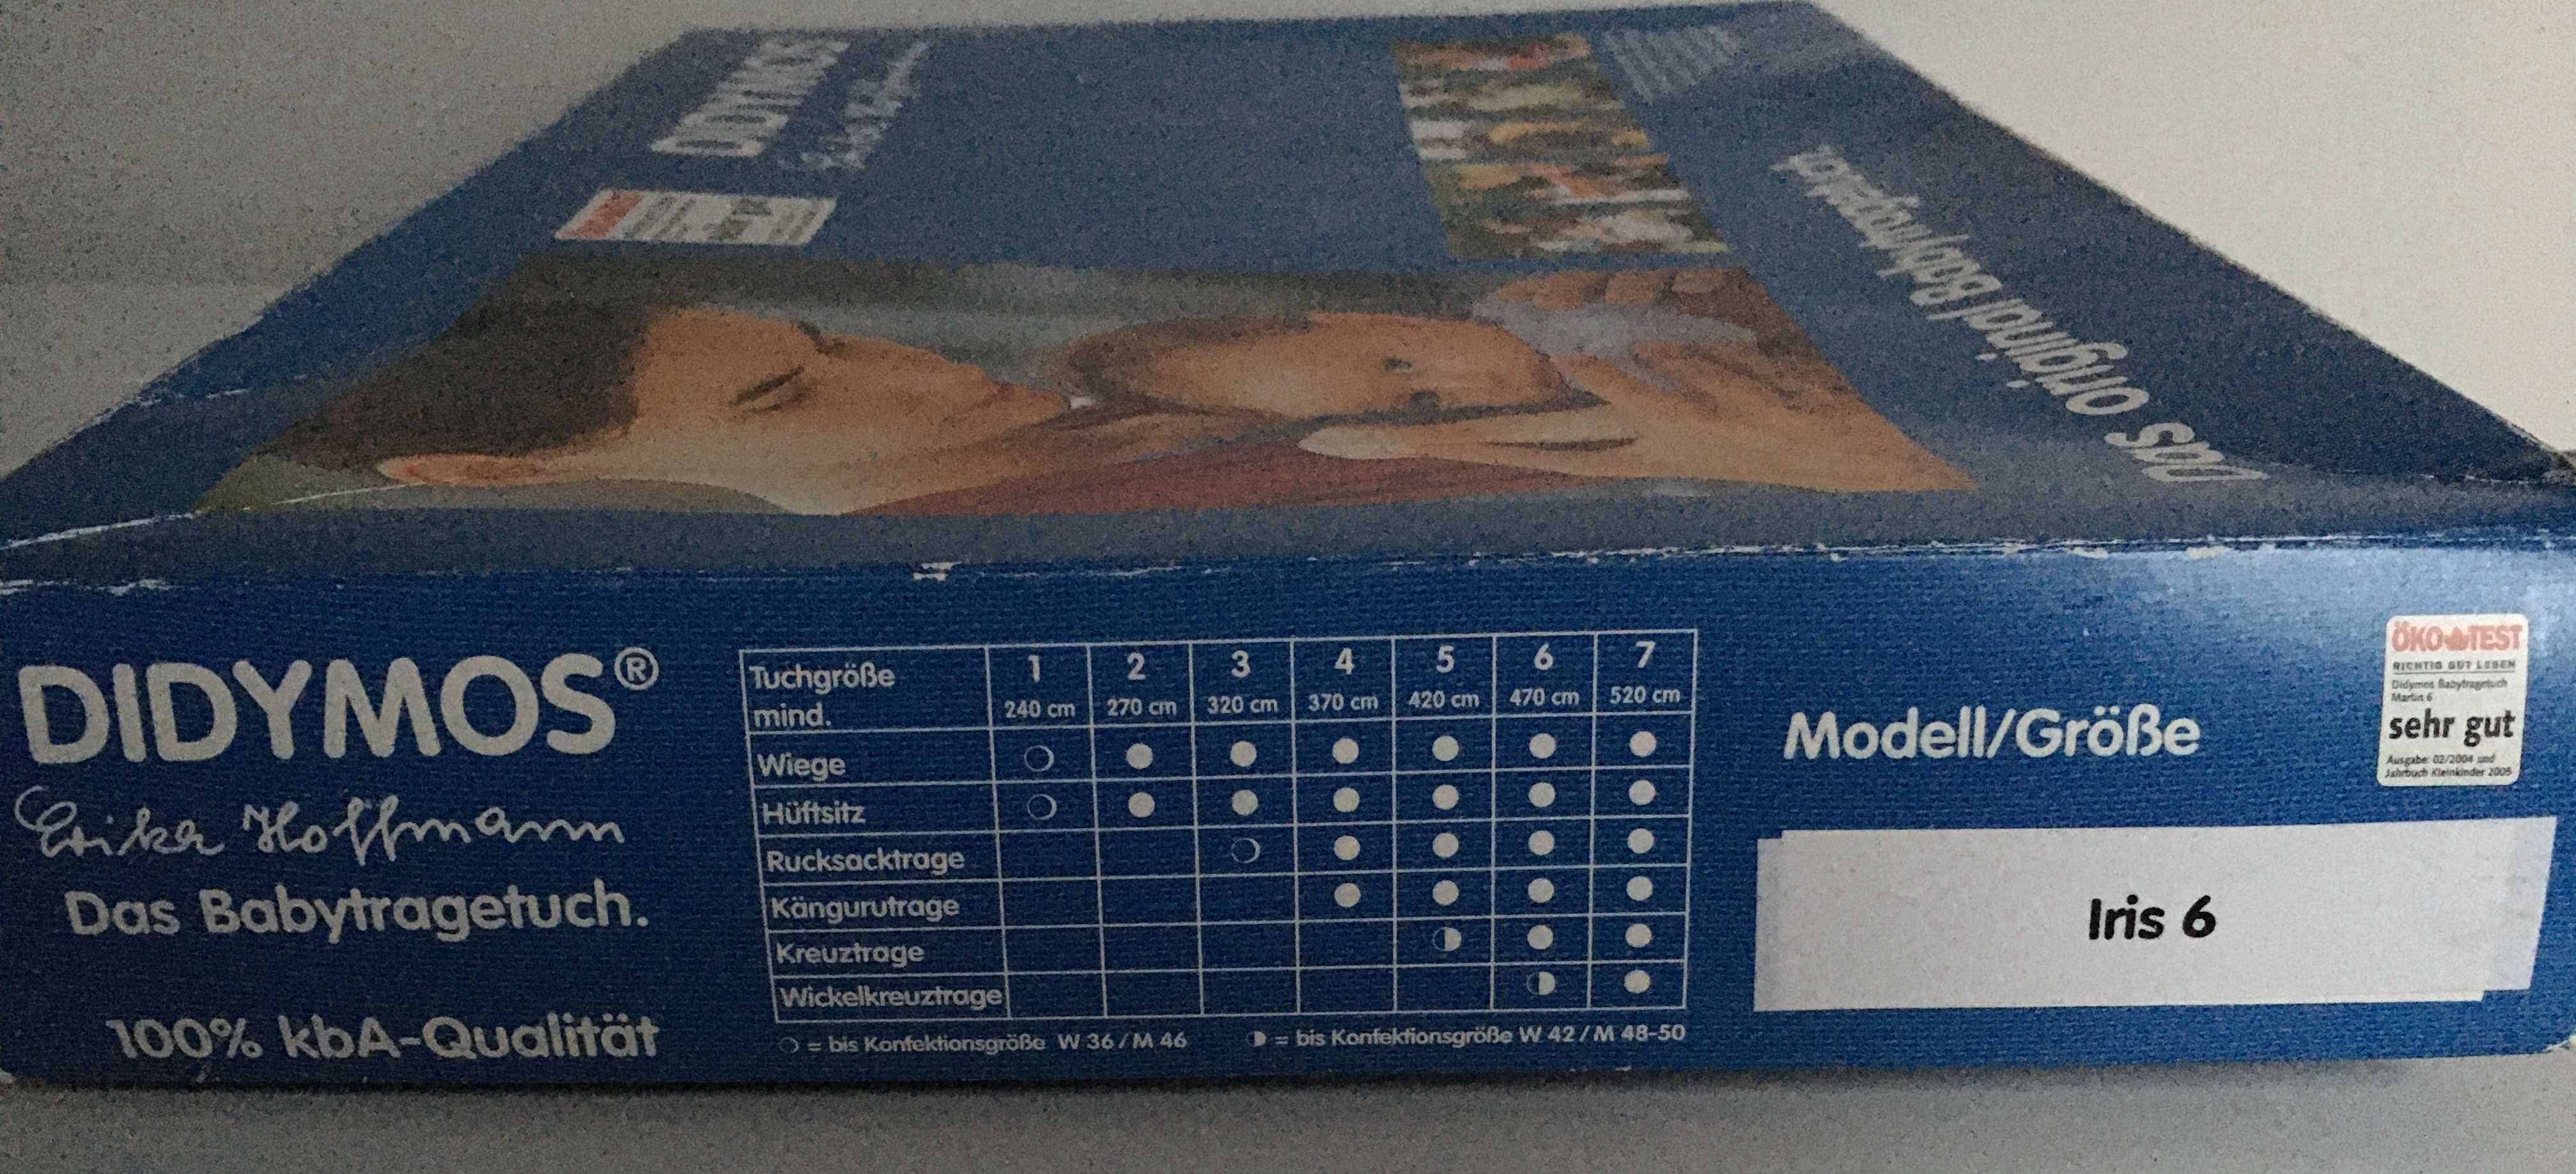 DIDYMOS
Das original Babytragetuch.
DIDYMOS®
Erika Hoffmann
Das Babytragetuch.
100% kbA-Qualität
Tuchgröße mind. 1 240 cm 2 270 cm 3 320 cm 4 370 cm 5 420 cm 6 470 cm 7 520 cm
Wiege ❍ ● ● ● ● ● ●
Hüftsitz ❍ ● ● ● ● ● ●
Rucksacktrage ❍ ● ● ● ●
Kängurutrage ● ● ● ●
Kreuztrage ◑ ● ●
Wickelkreuztrage ◑ ●
❍ = bis Konfektionsgröße W 36 / M 46 ◑ = bis Konfektionsgröße W 42 / M 48-50
Modell/Größe
ÖKO TEST
RICHTIG GUT LEBEN
Didymos Babytragetuch
Martin 6
sehr gut
Ausgabe: 02/2004 und
Jahrbuch Kleinkinder 2005
Iris 6